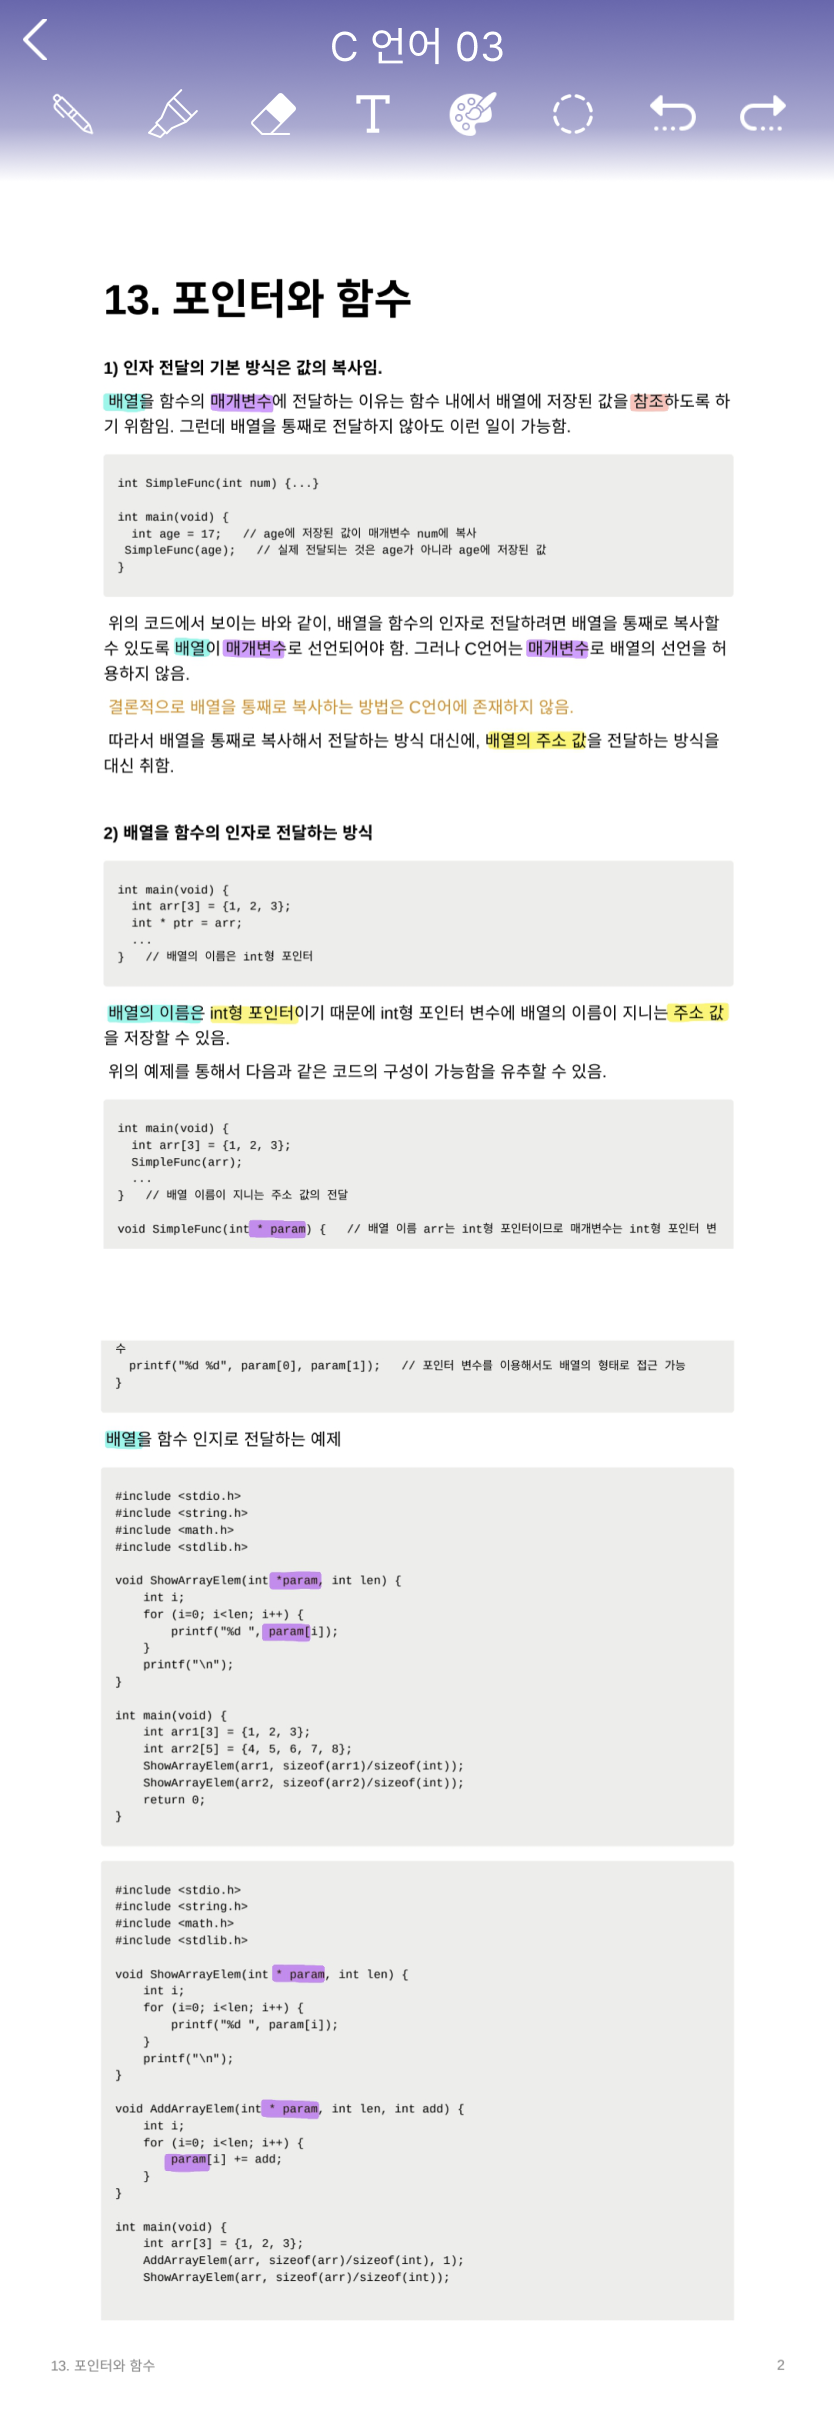 C 언어 03
13. 포인터와 함수
1) 인자 전달의 기본 방식은 값의 복사임.
배열을 함수의 매개변수에 전달하는 이유는 함수 내에서 배열에 저장된 값을 참조하도록 하
기 위함임. 그런데 배열을 통째로 전달하지 않아도 이런 일이 가능함.
int SimpleFunc(int num) {...}
int main(void) {
int age = 17;   // age에 저장된 값이 매개변수 num에 복사
SimpleFunc(age);   // 실제 전달되는 것은 age가 아니라 age에 저장된 값
}
위의 코드에서 보이는 바와 같이, 배열을 함수의 인자로 전달하려면 배열을 통째로 복사할
수 있도록 배열이 매개변수로 선언되어야 함. 그러나 C언어는 매개변수로 배열의 선언을 허
용하지 않음.
결론적으로 배열을 통째로 복사하는 방법은 C언어에 존재하지 않음.
따라서 배열을 통째로 복사해서 전달하는 방식 대신에, 배열의 주소 값을 전달하는 방식을
대신 취함.
2) 배열을 함수의 인자로 전달하는 방식
int main(void) {
int arr[3] = {1, 2, 3};
int * ptr = arr;
...
}   // 배열의 이름은 int형 포인터
배열의 이름은 int형 포인터이기 때문에 int형 포인터 변수에 배열의 이름이 지니는 주소 값
을 저장할 수 있음.
위의 예제를 통해서 다음과 같은 코드의 구성이 가능함을 유추할 수 있음.
int main(void) {
int arr[3] = {1, 2, 3};
SimpleFunc(arr);
...
}   // 배열 이름이 지니는 주소 값의 전달
void SimpleFunc(int * param) {   // 배열 이름 arr는 int형 포인터이므로 매개변수는 int형 포인터 변
수
printf("%d %d", param[0], param[1]);   // 포인터 변수를 이용해서도 배열의 형태로 접근 가능
}
배열을 함수 인지로 전달하는 예제
#include <stdio.h>
#include <string.h>
#include <math.h>
#include <stdlib.h>
void ShowArrayElem(int *param, int len) {
int i;
for (i=0; i<len; i++) {
printf("%d ", param[i]);
}
printf("\n");
}
int main(void) {
int arr1[3] = {1, 2, 3};
int arr2[5] = {4, 5, 6, 7, 8};
ShowArrayElem(arr1, sizeof(arr1)/sizeof(int));
ShowArrayElem(arr2, sizeof(arr2)/sizeof(int));
return 0;
}
#include <stdio.h>
#include <string.h>
#include <math.h>
#include <stdlib.h>
void ShowArrayElem(int * param, int len) {
int i;
for (i=0; i<len; i++) {
printf("%d ", param[i]);
}
printf("\n");
}
void AddArrayElem(int * param, int len, int add) {
int i;
for (i=0; i<len; i++) {
param[i] += add;
}
}
int main(void) {
int arr[3] = {1, 2, 3};
AddArrayElem(arr, sizeof(arr)/sizeof(int), 1);
ShowArrayElem(arr, sizeof(arr)/sizeof(int));
13. 포인터와 함수 2